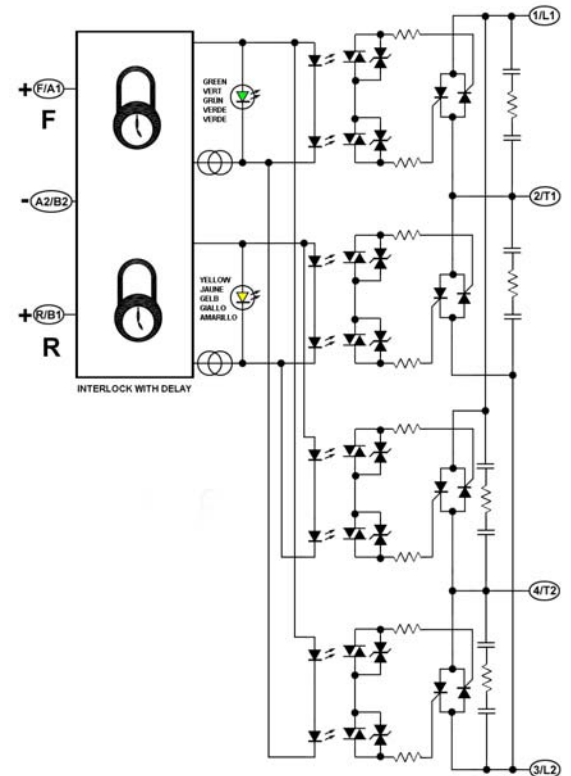 1/L1
+ F/A1
F
GREEN
VERT
GRÜN
VERDE
VERDE
- A2/B2
2/T1
+ R/B1
R
YELLOW
JAUNE
GELB
GIALLO
AMARILLO
INTERLOCK WITH DELAY
4/T2
3/L2